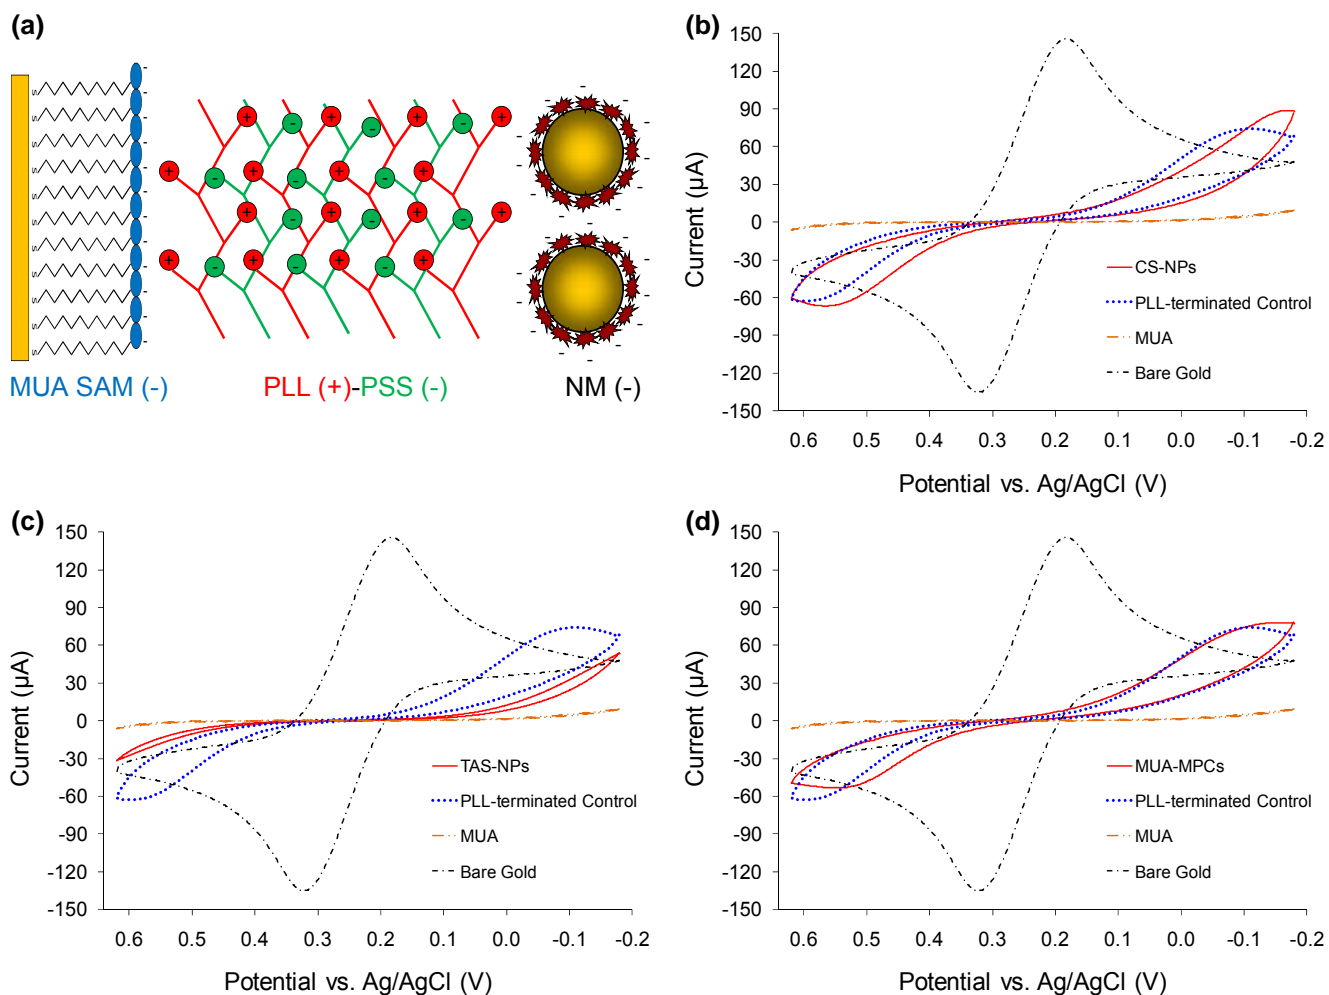 (a)
MUA SAM (-)
PLL (+)-PSS (-)
NM (-)
(b)
150
120
90
60
30
0
-30
-60
-90
-120
-150
Current (µA)
CS-NPs
PLL-terminated Control
MUA
Bare Gold
0.6 0.5 0.4 0.3 0.2 0.1 0.0 -0.1 -0.2
Potential vs. Ag/AgCl (V)
(c)
150
120
90
60
30
0
-30
-60
-90
-120
-150
Current (µA)
TAS-NPs
PLL-terminated Control
MUA
Bare Gold
0.6 0.5 0.4 0.3 0.2 0.1 0.0 -0.1 -0.2
Potential vs. Ag/AgCl (V)
(d)
150
120
90
60
30
0
-30
-60
-90
-120
-150
Current (µA)
MUA-MPCs
PLL-terminated Control
MUA
Bare Gold
0.6 0.5 0.4 0.3 0.2 0.1 0.0 -0.1 -0.2
Potential vs. Ag/AgCl (V)